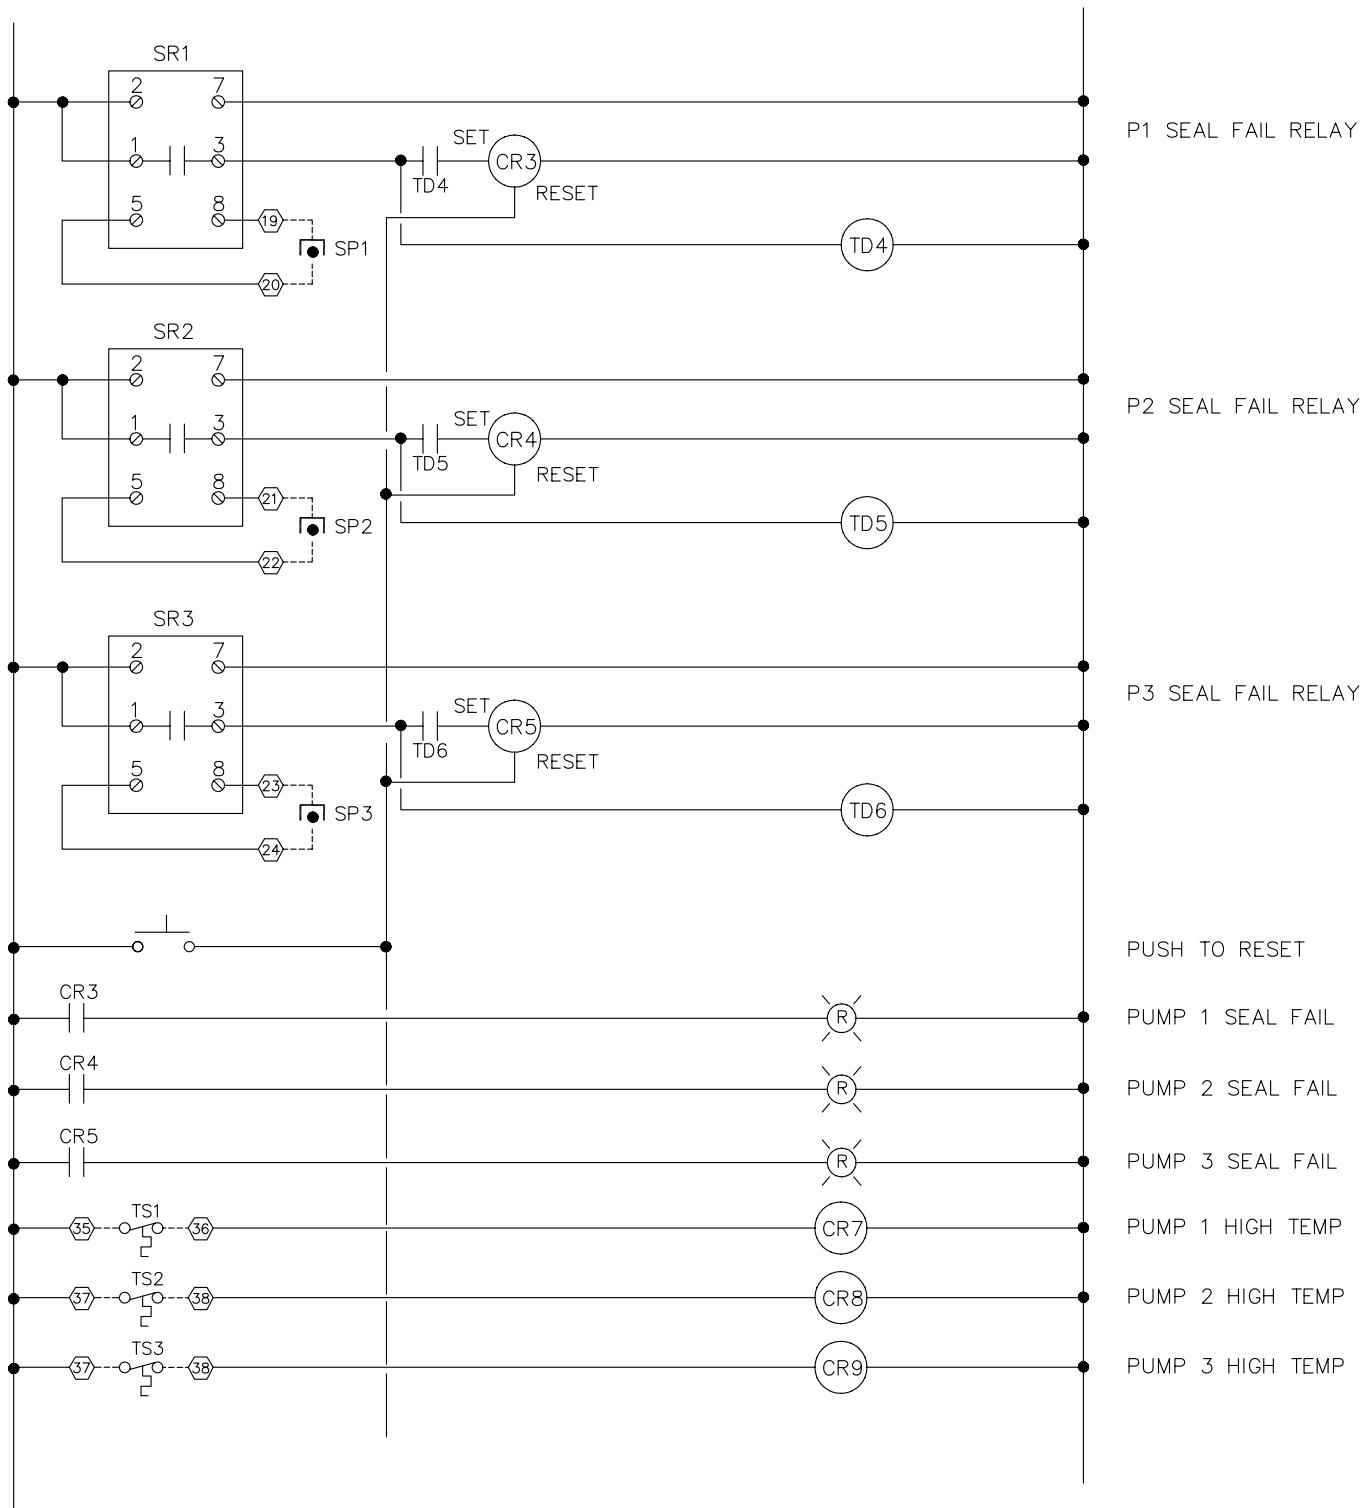 SR1
2 7
P1 SEAL FAIL RELAY
1 3 SET CR3
TD4 RESET
5 8 19
SP1 TD4
20
SR2
2 7
P2 SEAL FAIL RELAY
1 3 SET CR4
TD5 RESET
5 8 21
SP2 TD5
22
SR3
2 7
P3 SEAL FAIL RELAY
1 3 SET CR5
TD6 RESET
5 8 23
SP3 TD6
24
PUSH TO RESET
CR3
R PUMP 1 SEAL FAIL
CR4
R PUMP 2 SEAL FAIL
CR5
R PUMP 3 SEAL FAIL
TS1
35 36 CR7 PUMP 1 HIGH TEMP
TS2
37 38 CR8 PUMP 2 HIGH TEMP
TS3
37 38 CR9 PUMP 3 HIGH TEMP